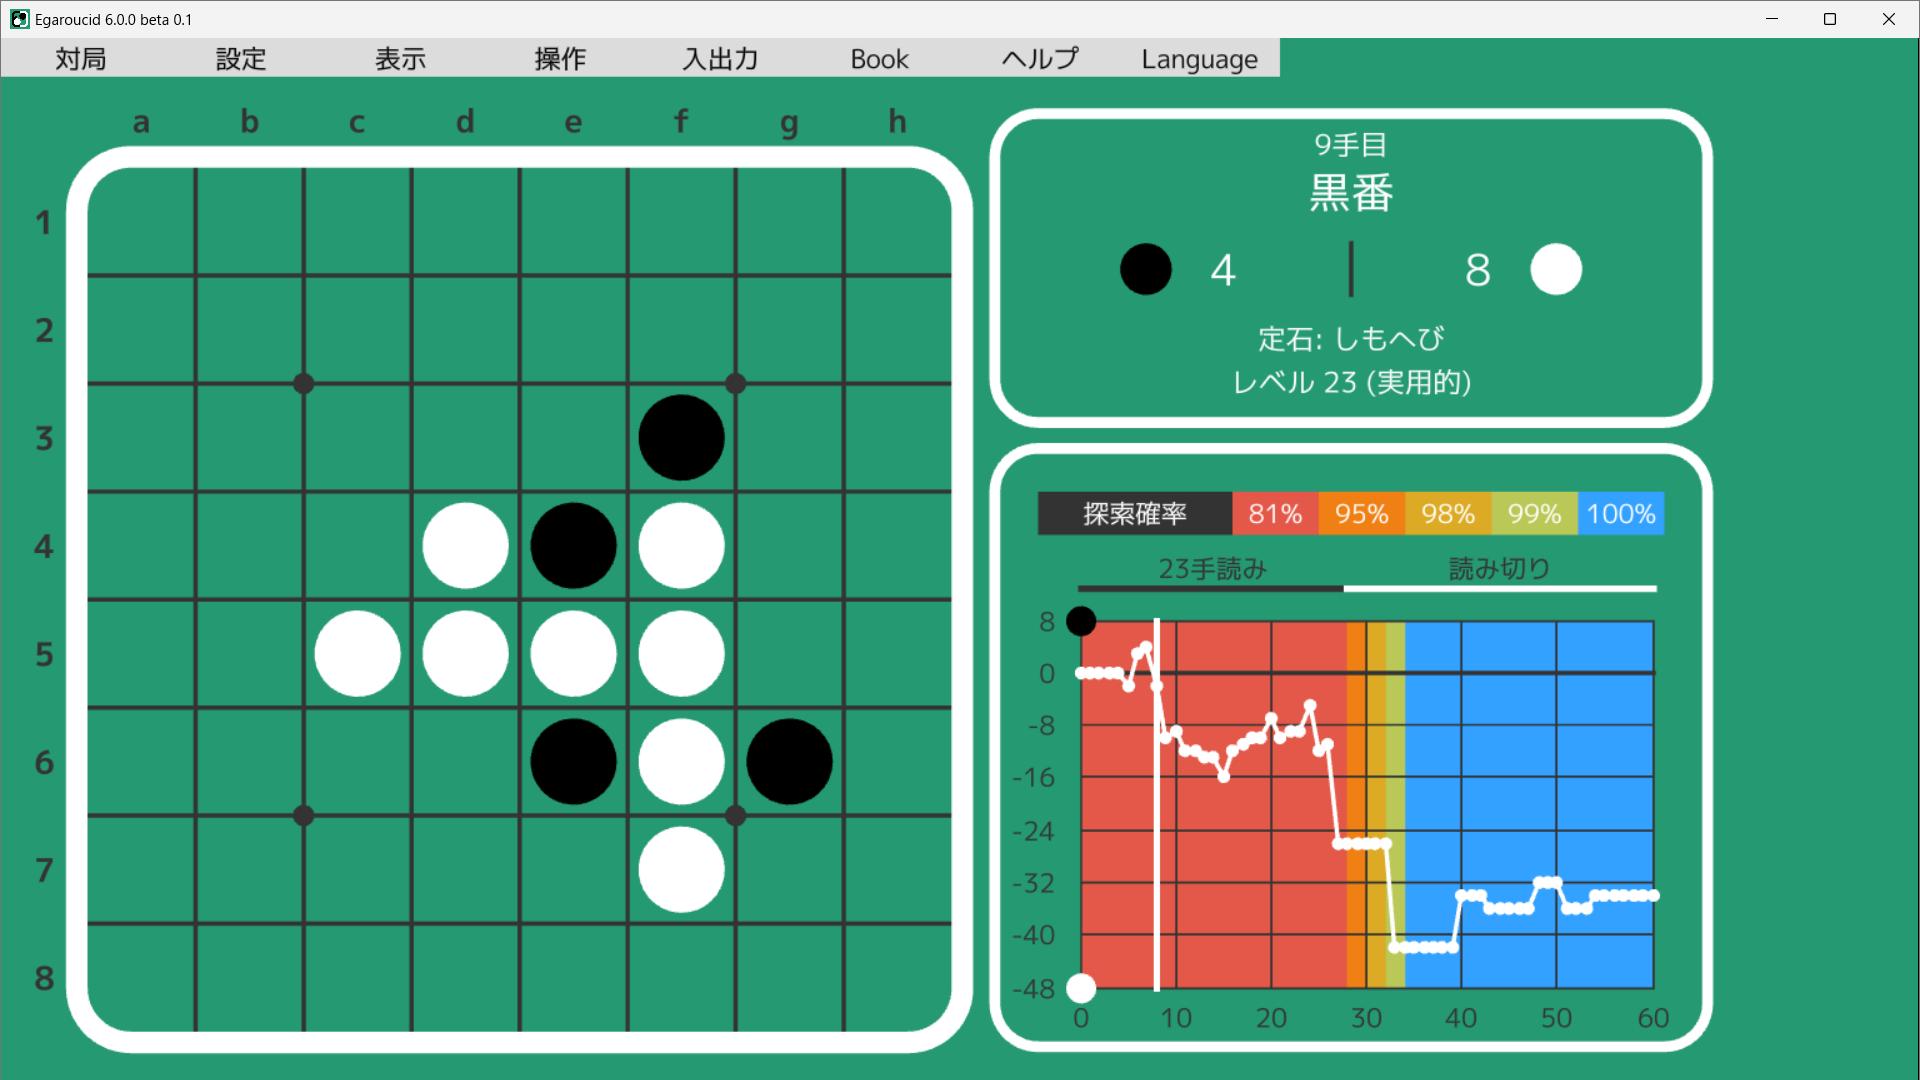 Egaroucid 6.0.0 beta 0.1
対局 設定 表示 操作 入出力 Book ヘルプ Language
a b c d e f g h
1
2
3
4
5
6
7
8
9手目
黒番
4 8
定石: しもへび
レベル 23 (実用的)
探索確率 81% 95% 98% 99% 100%
23手読み 読み切り
8
0
-8
-16
-24
-32
-40
-48
0 10 20 30 40 50 60